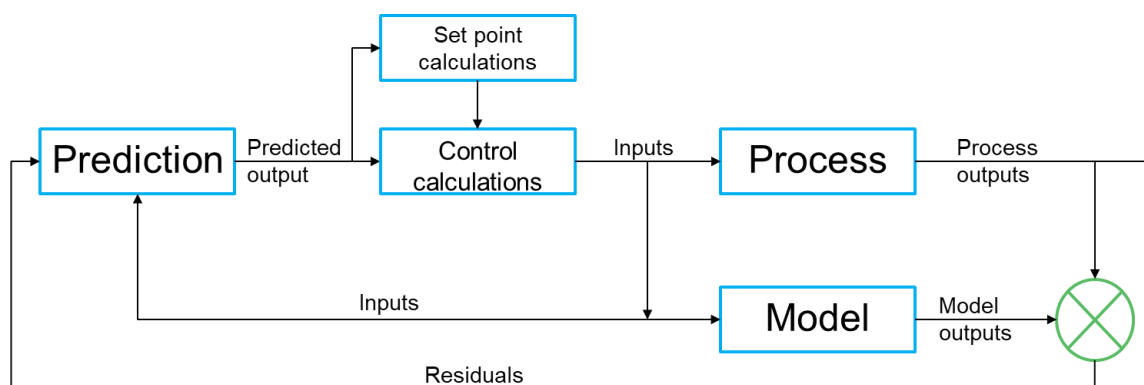 Set point
calculations
Prediction
Predicted
output
Control
calculations
Inputs
Process
Process
outputs
Inputs
Model
Model
outputs
Residuals